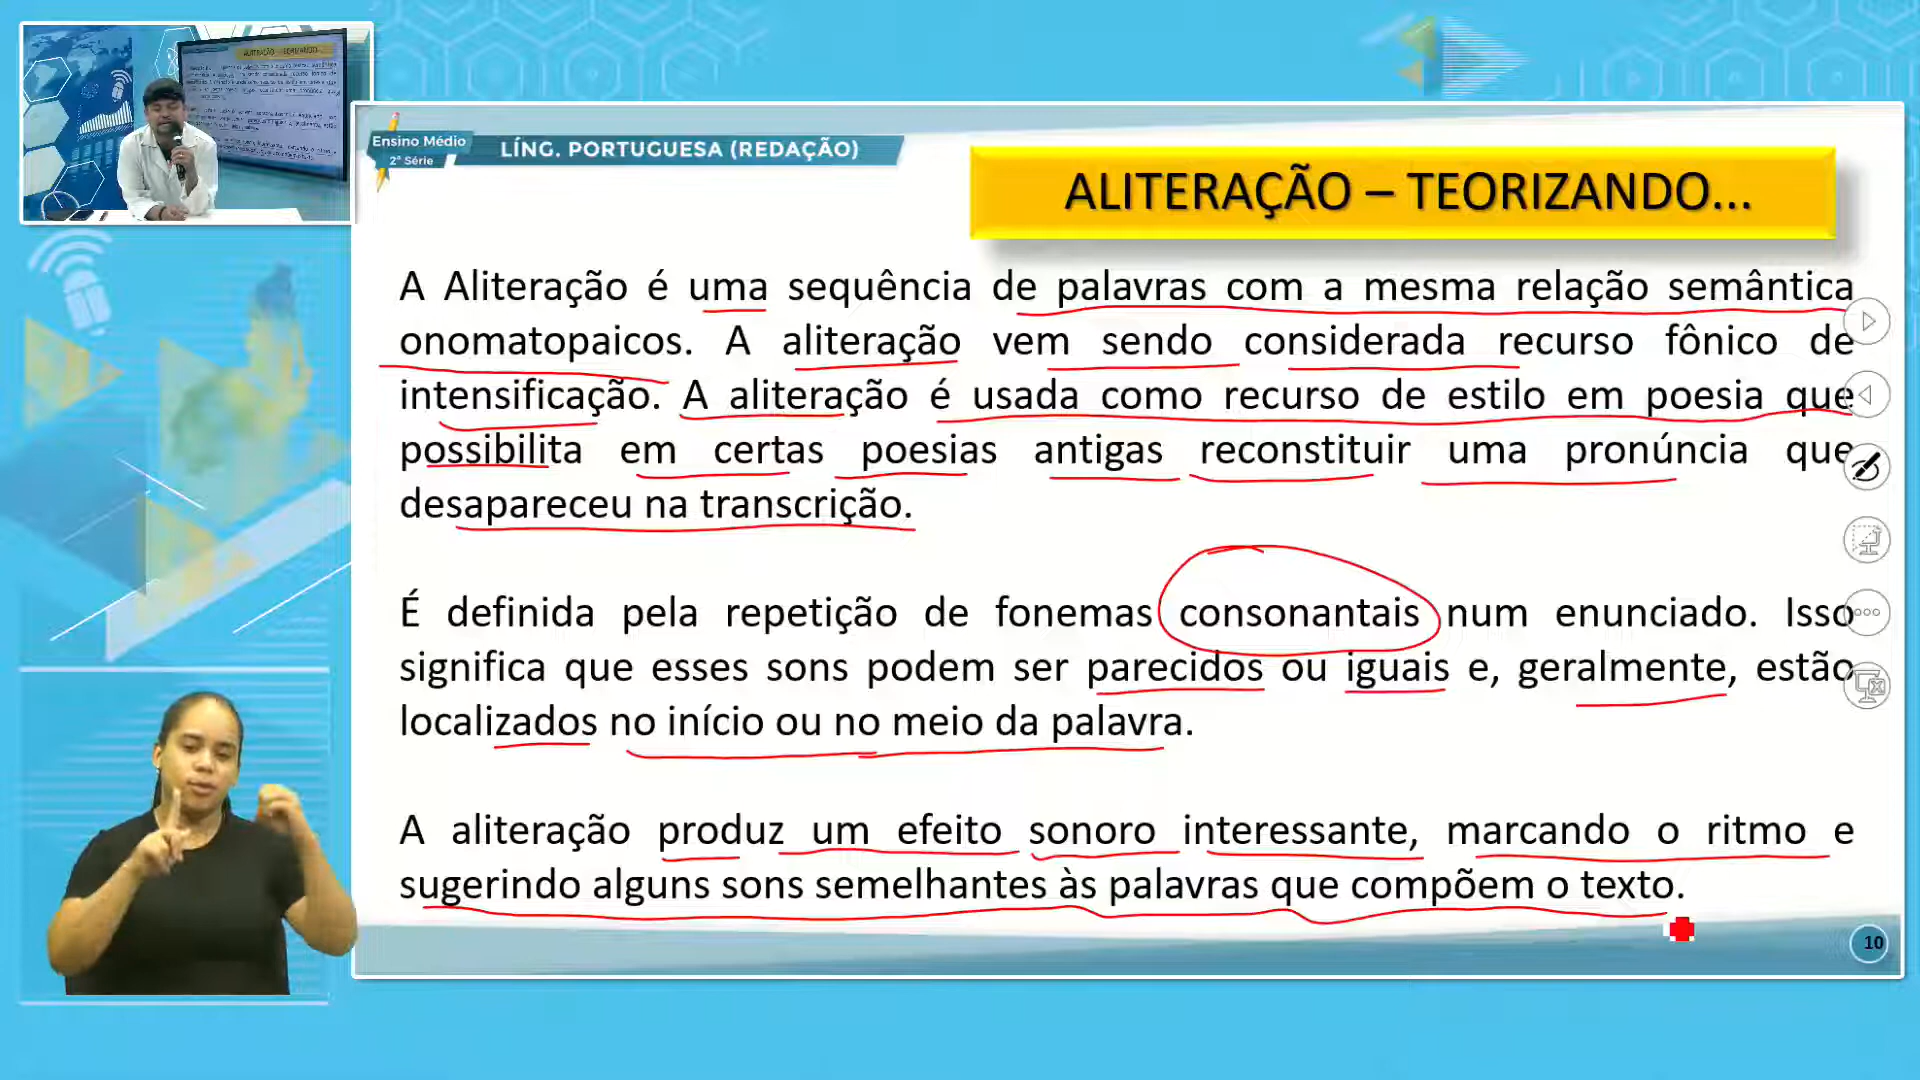 Ensino Médio
2ª Série
LÍNG. PORTUGUESA (REDAÇÃO)
ALITERAÇÃO – TEORIZANDO...
A Aliteração é uma sequência de palavras com a mesma relação semântica
onomatopaicos. A aliteração vem sendo considerada recurso fônico de
intensificação. A aliteração é usada como recurso de estilo em poesia que
possibilita em certas poesias antigas reconstituir uma pronúncia que
desapareceu na transcrição.
É definida pela repetição de fonemas consonantais num enunciado. Isso
significa que esses sons podem ser parecidos ou iguais e, geralmente, estão
localizados no início ou no meio da palavra.
A aliteração produz um efeito sonoro interessante, marcando o ritmo e
sugerindo alguns sons semelhantes às palavras que compõem o texto.
10